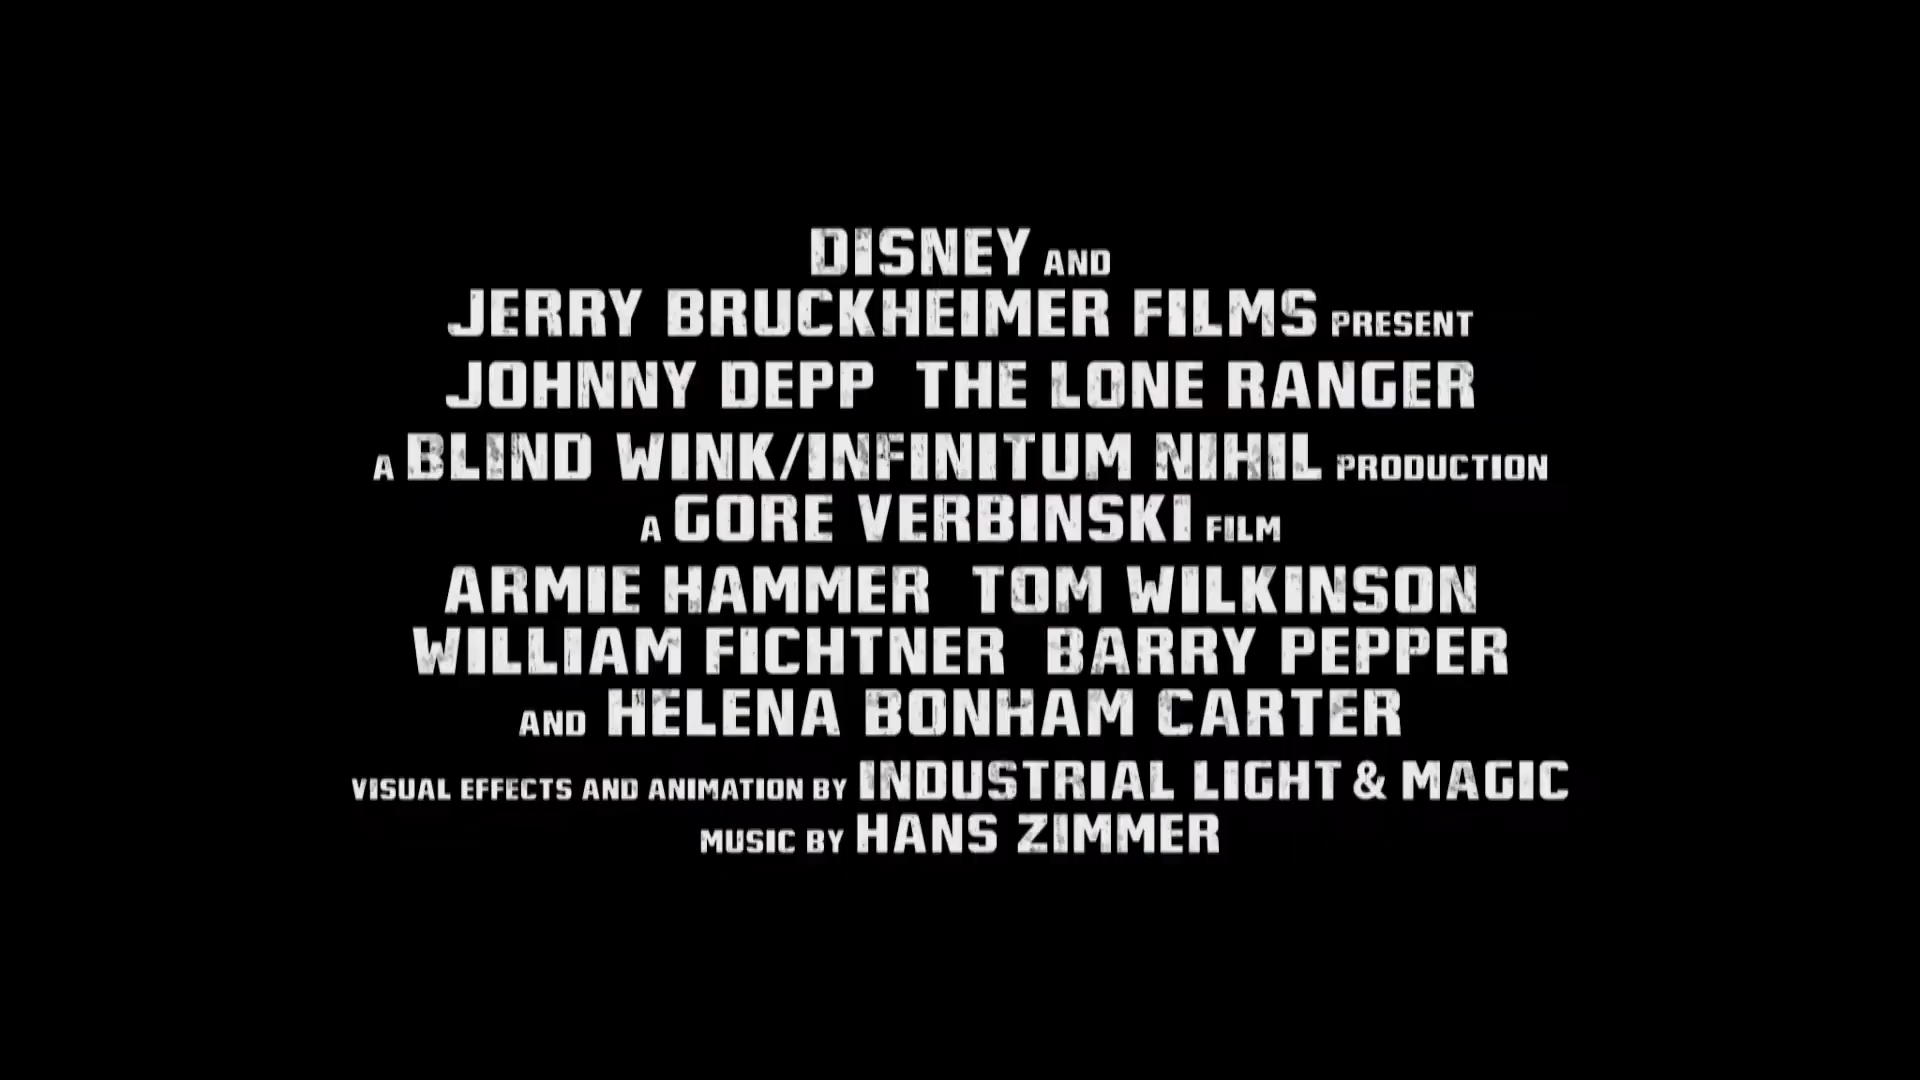 DISNEY AND
JERRY BRUCKHEIMER FILMS PRESENT
JOHNNY DEPP THE LONE RANGER
A BLIND WINK/INFINITUM NIHIL PRODUCTION
A GORE VERBINSKI FILM
ARMIE HAMMER TOM WILKINSON
WILLIAM FICHTNER BARRY PEPPER
AND HELENA BONHAM CARTER
VISUAL EFFECTS AND ANIMATION BY INDUSTRIAL LIGHT & MAGIC
MUSIC BY HANS ZIMMER